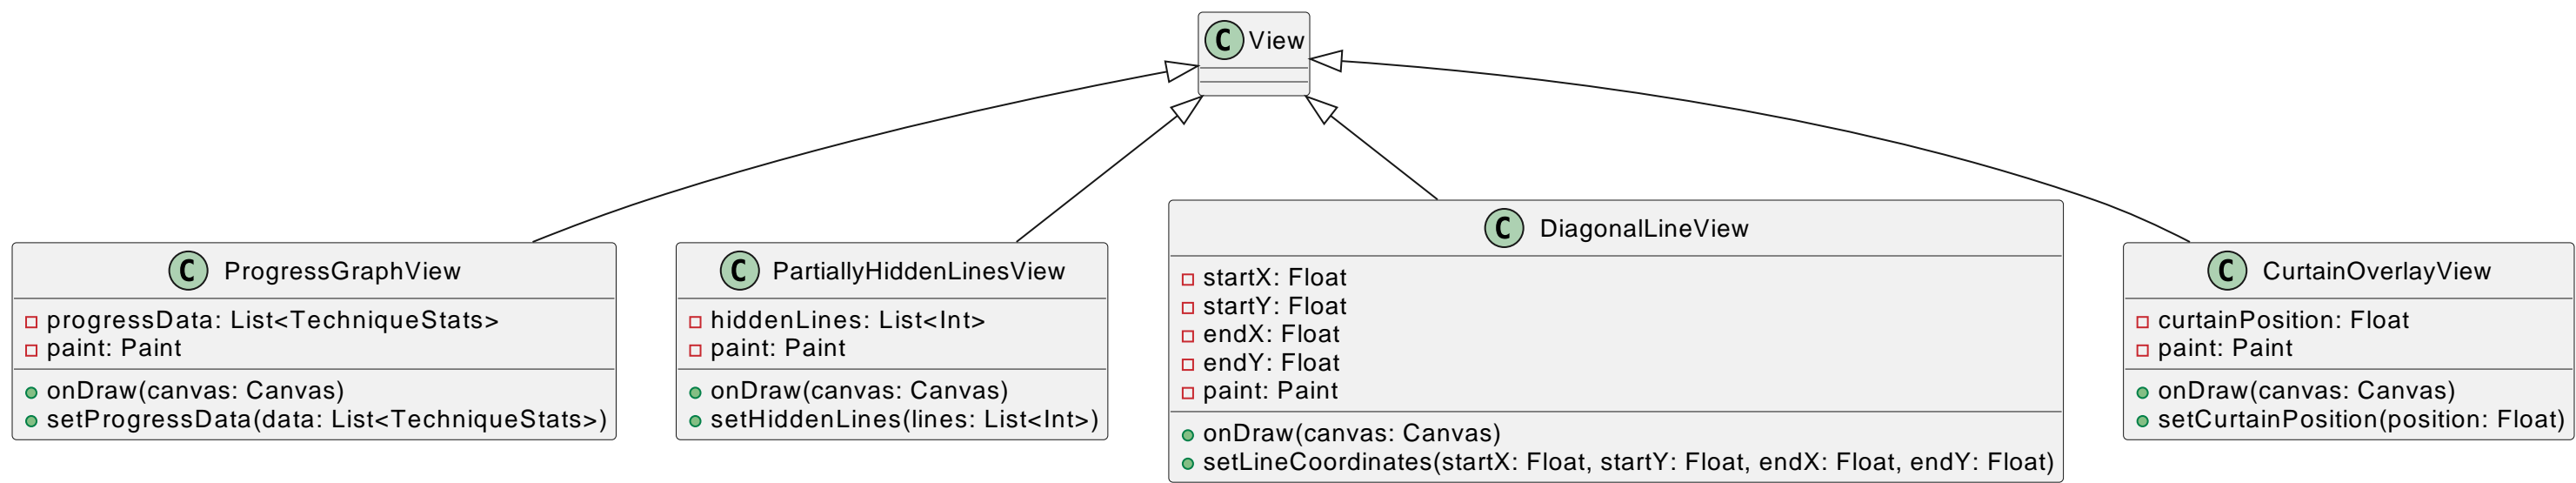 C View
C ProgressGraphView
progressData: List<TechniqueStats>
paint: Paint
onDraw(canvas: Canvas)
setProgressData(data: List<TechniqueStats>)
C PartiallyHiddenLinesView
hiddenLines: List<Int>
paint: Paint
onDraw(canvas: Canvas)
setHiddenLines(lines: List<Int>)
C DiagonalLineView
startX: Float
startY: Float
endX: Float
endY: Float
paint: Paint
onDraw(canvas: Canvas)
setLineCoordinates(startX: Float, startY: Float, endX: Float, endY: Float)
C CurtainOverlayView
curtainPosition: Float
paint: Paint
onDraw(canvas: Canvas)
setCurtainPosition(position: Float)